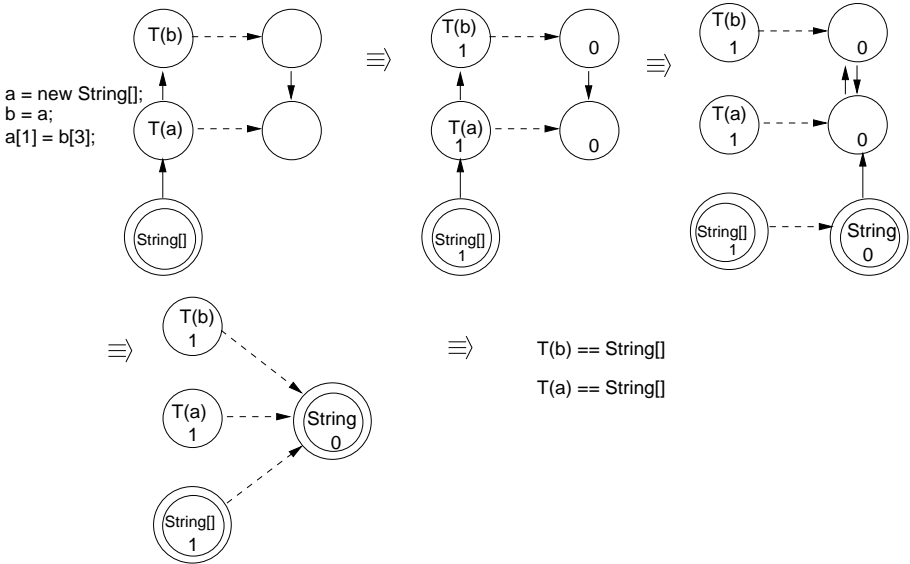 T(b)
a = new String[];
b = a;
a[1] = b[3];
T(a)
String[]
T(b)
1
0
T(a)
1
0
String[]
1
T(b)
1
0
T(a)
1
0
String[]
1
String
0
T(b)
1
T(a)
1
String
0
String[]
1
T(b) == String[]
T(a) == String[]